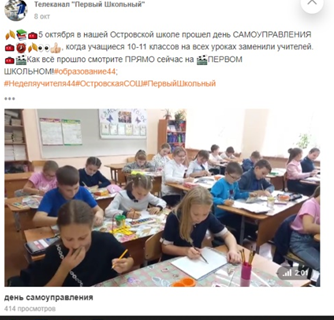 Телеканал "Первый Школьный"
8 окт
🍂🏫☎️5 октября в нашей Островской школе прошел день САМОУПРАВЛЕНИЯ
, когда учащиеся 10-11 классов на всех уроках заменили учителей.
Как всё прошло смотрите ПРЯМО сейчас на ПЕРВОМ
ШКОЛЬНОМ!#образование44;
#Неделяучителя44#ОстровскаяСОШ#ПервыйШкольный
2:01
день самоуправления
414 просмотров